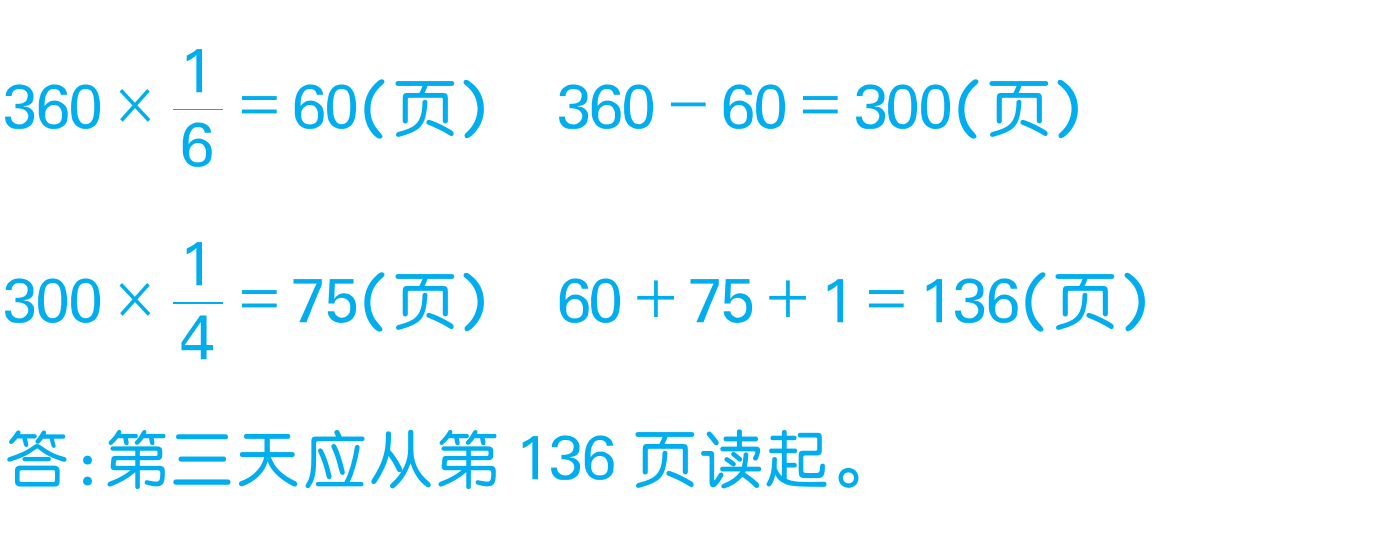 360 × 1/6 = 60(页) 360 − 60 = 300(页)
300 × 1/4 = 75(页) 60 + 75 + 1 = 136(页)
答:第三天应从第 136 页读起。